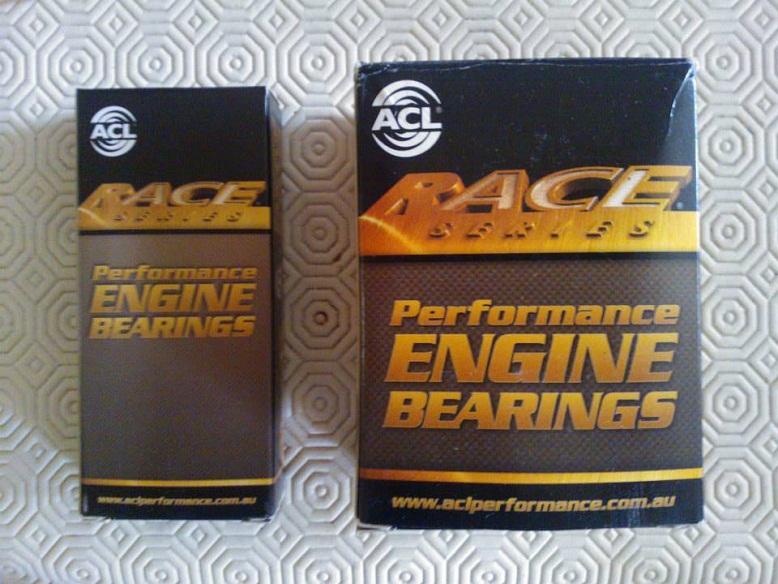 ACL
RACE
SERIES
Performance
ENGINE
BEARINGS
www.aclperformance.com.au
ACL®
RACE®
SERIES
Performance
ENGINE
BEARINGS
www.aclperformance.com.au